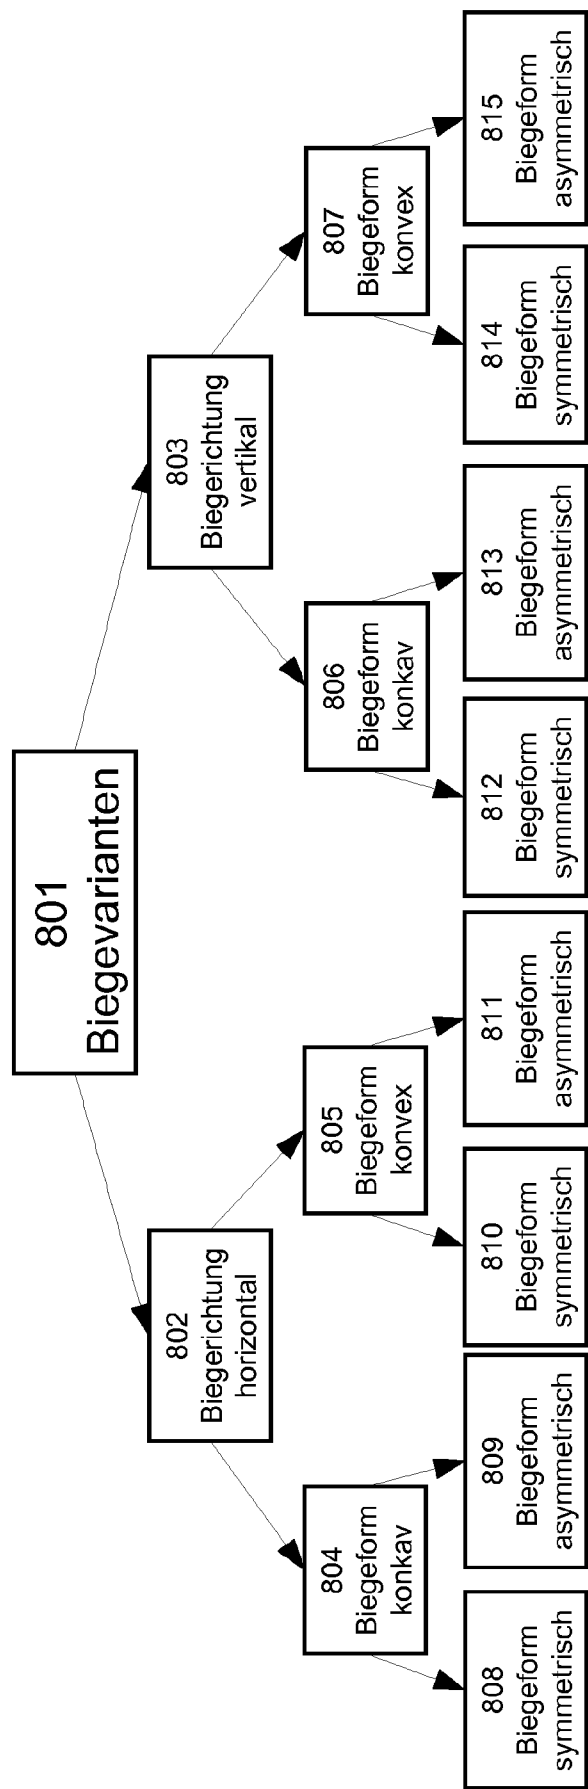 801
Biegevarianten
802
Biegerichtung
horizontal
803
Biegerichtung
vertikal
804
Biegeform
konkav
805
Biegeform
konvex
806
Biegeform
konkav
807
Biegeform
konvex
808
Biegeform
symmetrisch
809
Biegeform
asymmetrisch
810
Biegeform
symmetrisch
811
Biegeform
asymmetrisch
812
Biegeform
symmetrisch
813
Biegeform
asymmetrisch
814
Biegeform
symmetrisch
815
Biegeform
asymmetrisch